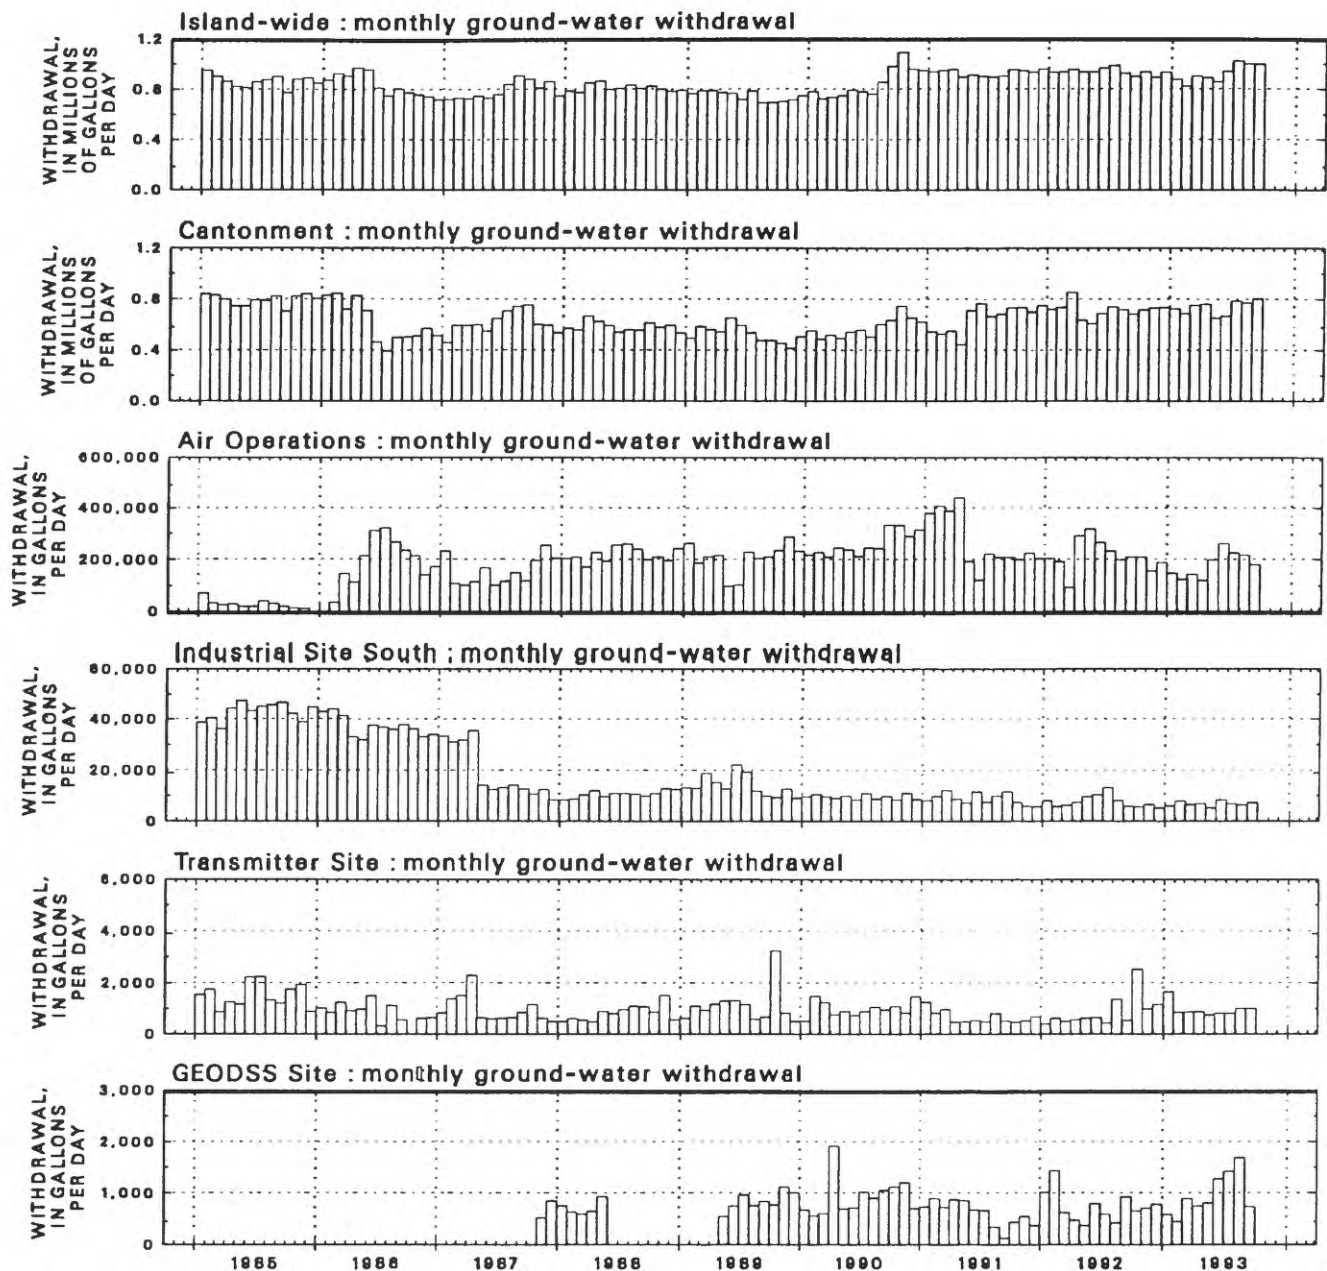 Island-wide : monthly ground-water withdrawal
WITHDRAWAL,
IN MILLIONS
OF GALLONS
PER DAY
1.2
0.8
0.4
0.0
Cantonment : monthly ground-water withdrawal
WITHDRAWAL,
IN MILLIONS
OF GALLONS
PER DAY
1.2
0.8
0.4
0.0
Air Operations : monthly ground-water withdrawal
WITHDRAWAL,
IN GALLONS
PER DAY
600,000
400,000
200,000
0
Industrial Site South : monthly ground-water withdrawal
WITHDRAWAL,
IN GALLONS
PER DAY
60,000
40,000
20,000
0
Transmitter Site : monthly ground-water withdrawal
WITHDRAWAL,
IN GALLONS
PER DAY
6,000
4,000
2,000
0
GEODSS Site : monthly ground-water withdrawal
WITHDRAWAL,
IN GALLONS
PER DAY
3,000
2,000
1,000
0
1985 1986 1987 1988 1989 1990 1991 1992 1993